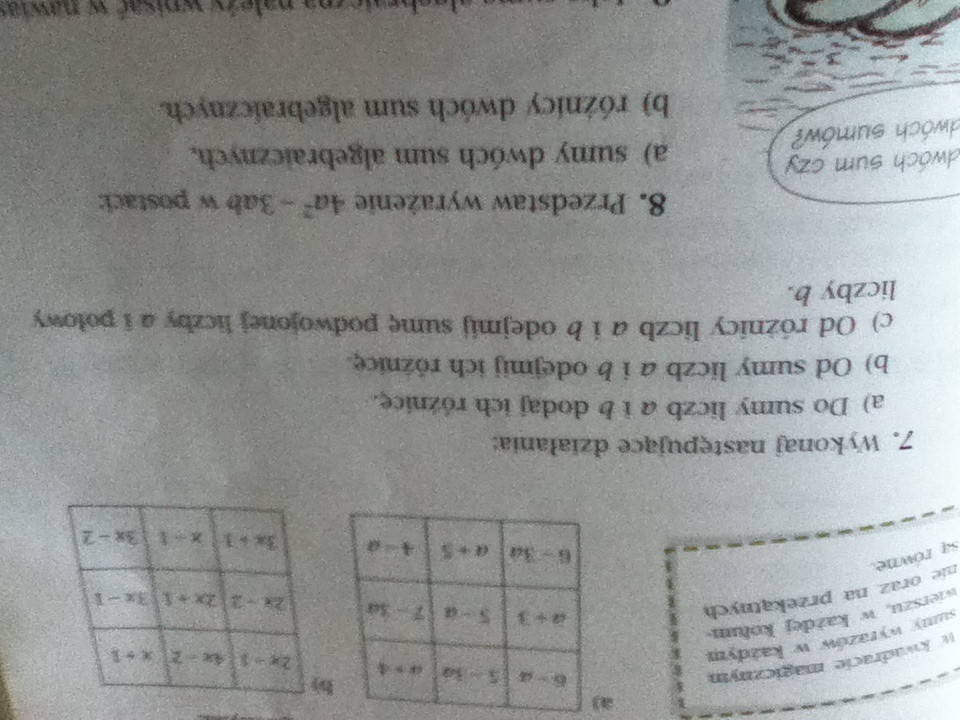 W kwadracie magicznym
sumy wyrazów w każdym
wierszu, w każdej kolum-
nie oraz na przekątnych
są równe.
a)
6 − a 5 − 3a a + 4
a + 3 5 − a 7 − 3a
6 − 3a a + 5 4 − a
b)
2x − 1 4x − 2 x + 1
2x − 2 2x + 1 3x − 1
3x + 1 x − 1 3x − 2
7. Wykonaj następujące działania:
a) Do sumy liczb a i b dodaj ich różnicę.
b) Od sumy liczb a i b odejmij ich różnicę.
c) Od różnicy liczb a i b odejmij sumę podwojonej liczby a i połowy
liczby b.
8. Przedstaw wyrażenie 4a² − 3ab w postaci:
a) sumy dwóch sum algebraicznych,
b) różnicy dwóch sum algebraicznych.
dwóch sum czy
dwóch sumów?
należy wpisać w